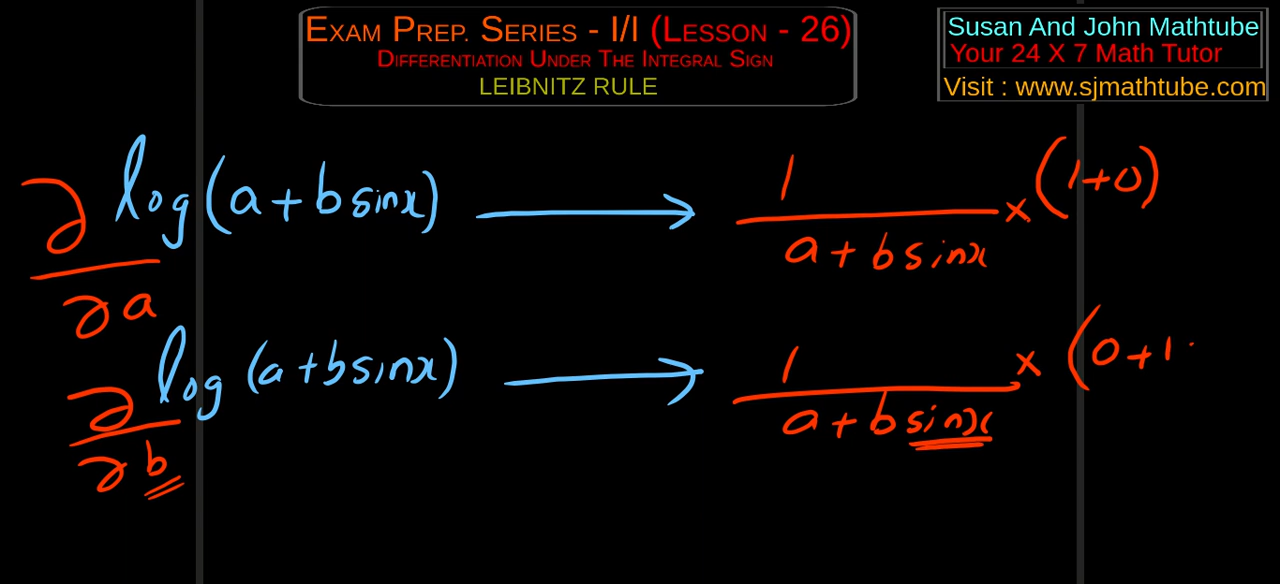 Exam Prep. Series - I/I (Lesson - 26)
Differentiation Under The Integral Sign
LEIBNITZ RULE
Susan And John Mathtube
Your 24 X 7 Math Tutor
Visit : www.sjmathtube.com
∂/∂a log(a+bsinx) → 1/(a+bsinx) × (1+0)
∂/∂b log(a+bsinx) → 1/(a+bsinx) × (0+1·